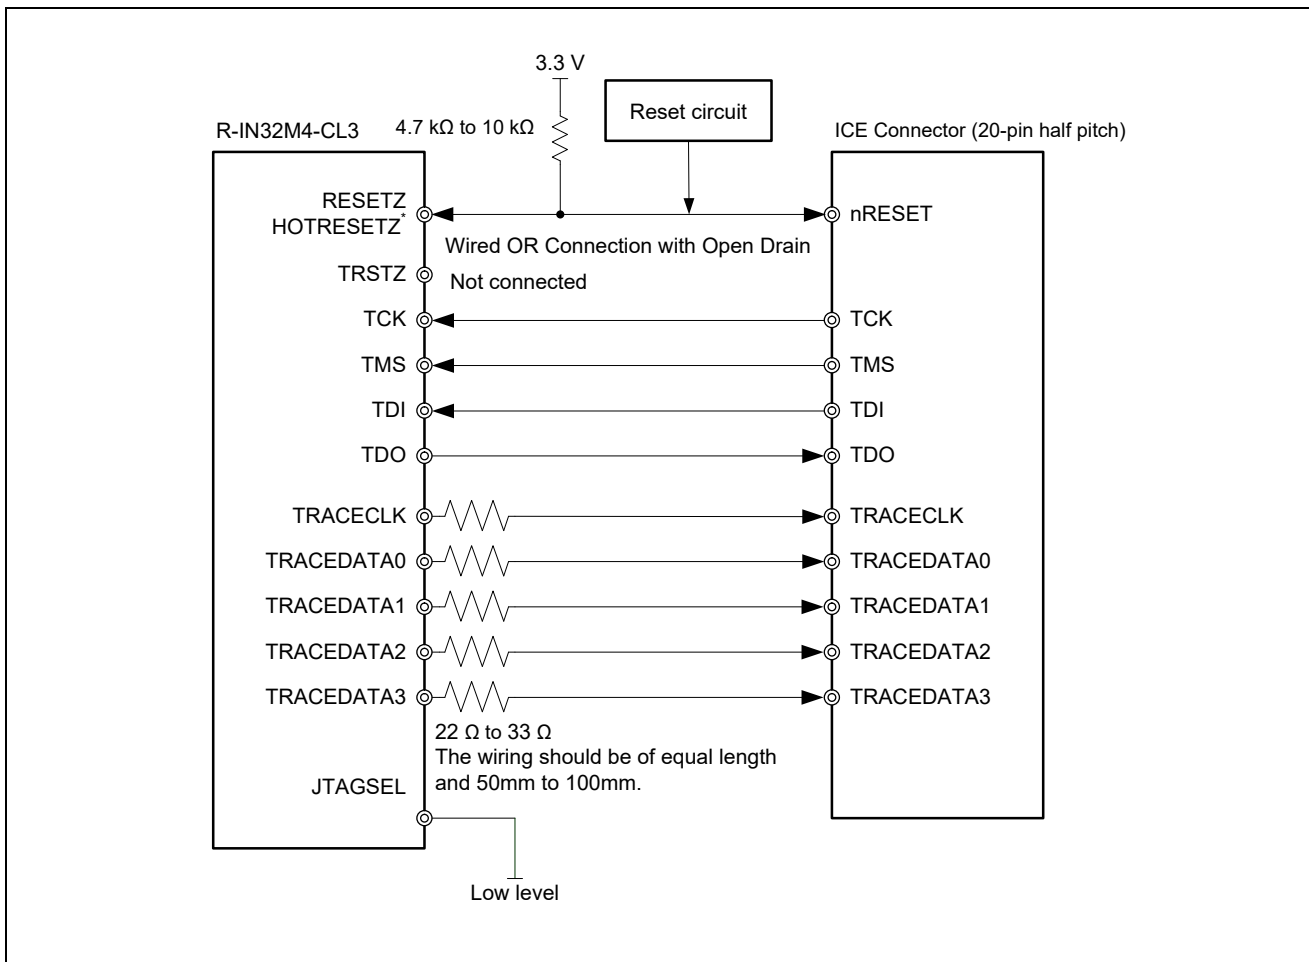 3.3 V
Reset circuit
4.7 kΩ to 10 kΩ
R-IN32M4-CL3
ICE Connector (20-pin half pitch)
RESETZ
HOTRESETZ*
nRESET
Wired OR Connection with Open Drain
TRSTZ
Not connected
TCK
TCK
TMS
TMS
TDI
TDI
TDO
TDO
TRACECLK
TRACECLK
TRACEDATA0
TRACEDATA0
TRACEDATA1
TRACEDATA1
TRACEDATA2
TRACEDATA2
TRACEDATA3
TRACEDATA3
22 Ω to 33 Ω
The wiring should be of equal length
and 50mm to 100mm.
JTAGSEL
Low level